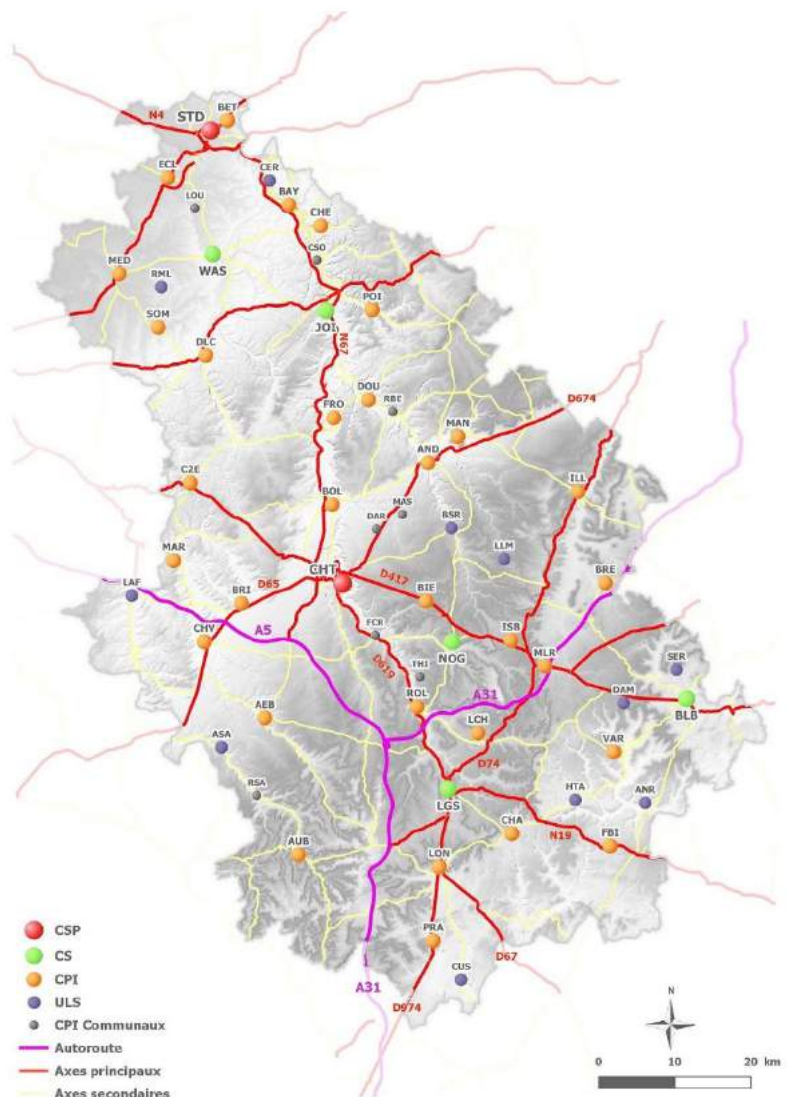 STD
N4
BET
ECL
CER
LOU
BAY
CHE
CSO
WAS
MED
RML
POI
SOM
JOI
N67
DLC
DOU
RBE
D674
FRO
MAN
AND
C2E
ILL
BOL
MAS
DAR
BSR
LLM
MAR
CHT
D417
BRE
LAF
D65
BIE
BRI
A5
FCR
ISB
CHY
NOG
MLR
D619
THI
SER
A31
ROL
DAM
AEB
BLB
LCH
ASA
VAR
D74
RSA
HTA
ANR
LGS
CHA
N19
FBI
AUB
LON
PRA
D67
CUS
A31
D974
CSP
CS
CPI
ULS
CPI Communaux
Autoroute
Axes principaux
Axes secondaires
N
0 10 20 km